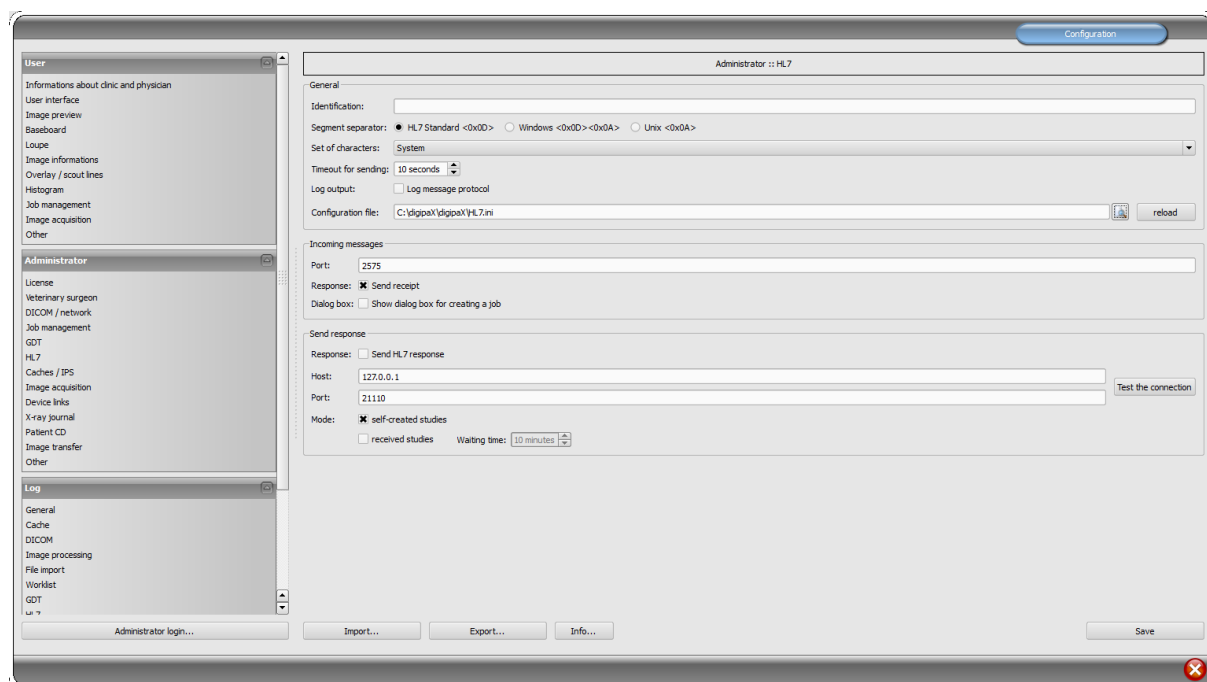 Configuration
User
Informations about clinic and physician
User interface
Image preview
Baseboard
Loupe
Image informations
Overlay / scout lines
Histogram
Job management
Image acquisition
Other
Administrator
License
Veterinary surgeon
DICOM / network
Job management
GDT
HL7
Caches / IPS
Image acquisition
Device links
X-ray journal
Patient CD
Image transfer
Other
Log
General
Cache
DICOM
Image processing
File import
Worklist
GDT
HL7
Administrator login...
Administrator :: HL7
General
Identification:
Segment separator: HL7 Standard <0x0D> Windows <0x0D><0x0A> Unix <0x0A>
Set of characters: System
Timeout for sending: 10 seconds
Log output: Log message protocol
Configuration file: C:\digipaX\digipaX\HL7.ini reload
Incoming messages
Port: 2575
Response: Send receipt
Dialog box: Show dialog box for creating a job
Send response
Response: Send HL7 response
Host: 127.0.0.1
Test the connection
Port: 21110
Mode: self-created studies
received studies Waiting time: 10 minutes
Import... Export... Info... Save